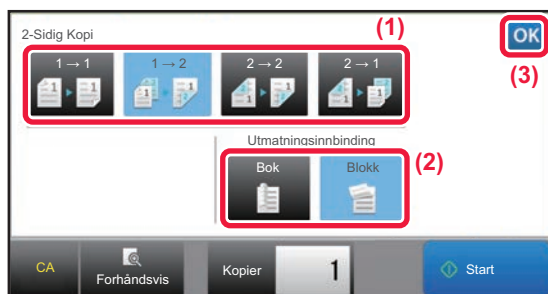 2-Sidig Kopi
(1)
OK
1 → 1
1 → 2
2 → 2
2 → 1
(3)
Utmatningsinnbinding
Bok
Blokk
(2)
CA
Forhåndsvis
Kopier
1
Start